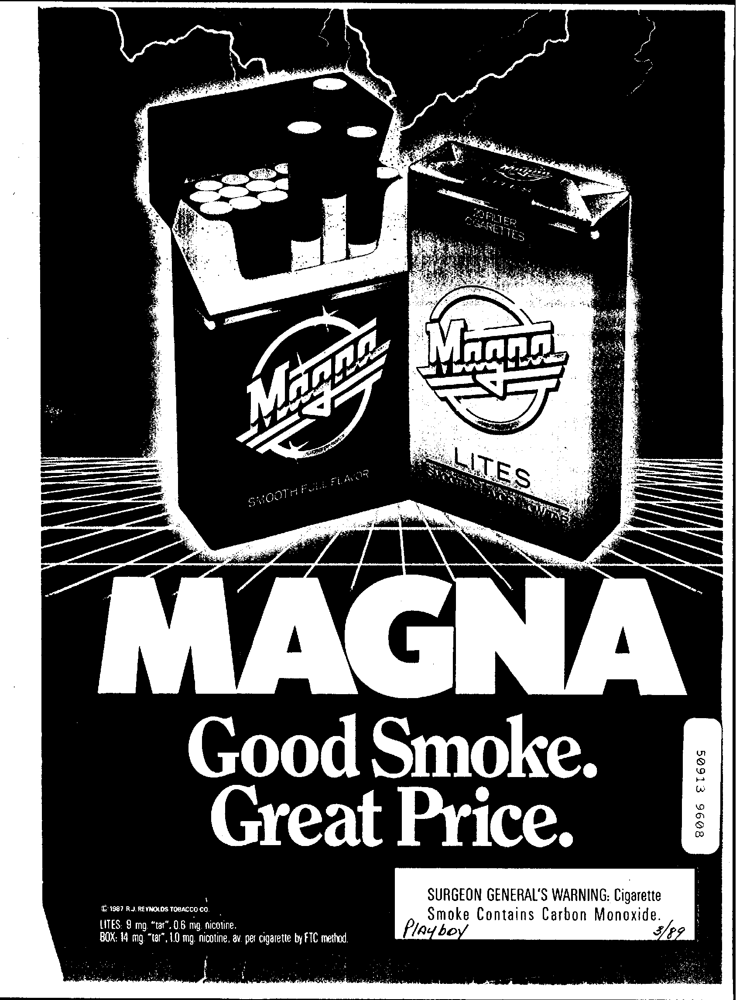 Magna
20 FILTER
CIGARETTES
Magna
Magna
LITES
SMOOTH FULL FLAVOR
MAGNA
Good Smoke.
Great Price.
50913 9608
© 1987 R.J. REYNOLDS TOBACCO CO.
LITES: 9 mg. "tar", 0.6 mg. nicotine.
BOX: 14 mg. "tar", 1.0 mg. nicotine, av. per cigarette by FTC method.
SURGEON GENERAL'S WARNING: Cigarette
Smoke Contains Carbon Monoxide.
Playboy 3/89